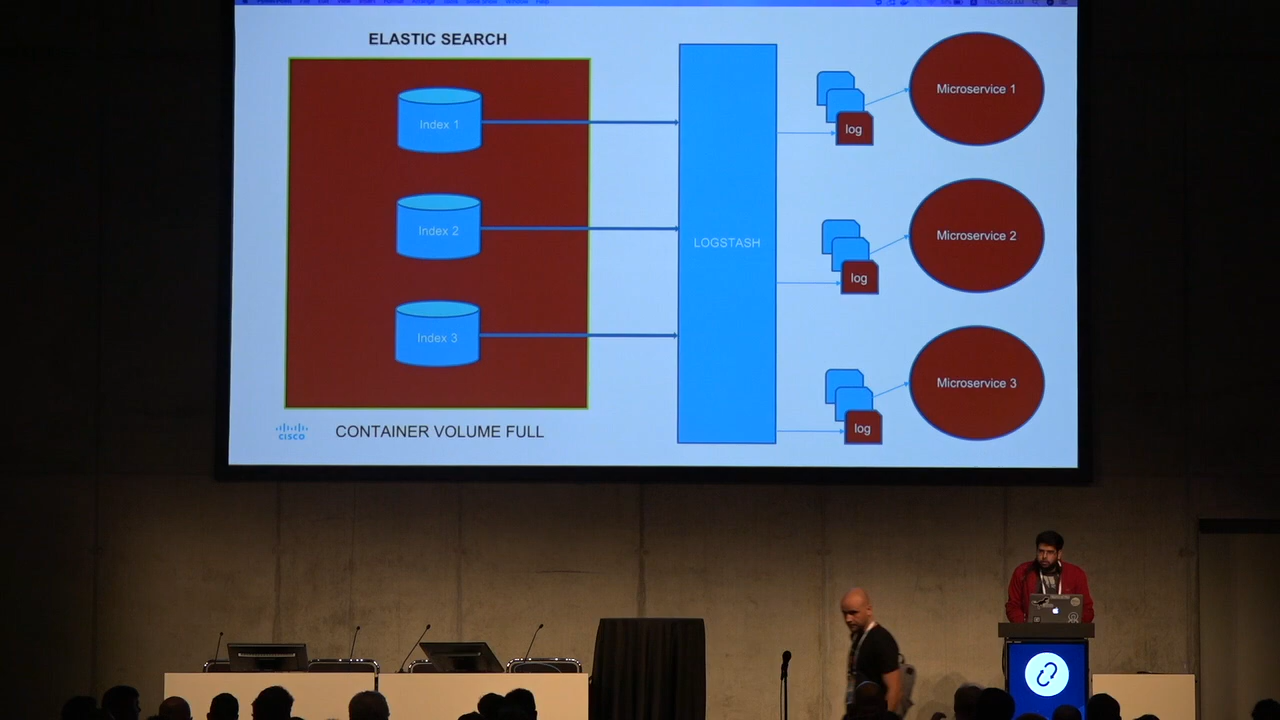 ELASTIC SEARCH
Index 1
Index 2
Index 3
LOGSTASH
log
Microservice 1
log
Microservice 2
log
Microservice 3
CISCO
CONTAINER VOLUME FULL